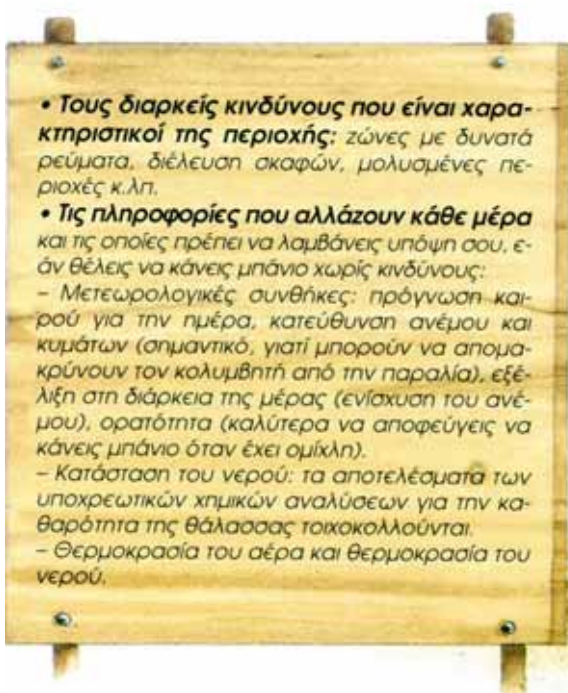 • Τους διαρκείς κινδύνους που είναι χαρα-
κτηριστικοί της περιοχής: ζώνες με δυνατά
ρεύματα, διέλευση σκαφών, μολυσμένες πε-
ριοχές κ.λπ.
• Τις πληροφορίες που αλλάζουν κάθε μέρα
και τις οποίες πρέπει να λαμβάνεις υπόψη σου, ε-
άν θέλεις να κάνεις μπάνιο χωρίς κινδύνους:
– Μετεωρολογικές συνθήκες: πρόγνωση και-
ρού για την ημέρα, κατεύθυνση ανέμου και
κυμάτων (σημαντικό, γιατί μπορούν να απομα-
κρύνουν τον κολυμβητή από την παραλία), εξέ-
λιξη στη διάρκεια της μέρας (ενίσχυση του ανέ-
μου), ορατότητα (καλύτερα να αποφεύγεις να
κάνεις μπάνιο όταν έχει ομίχλη).
– Κατάσταση του νερού: τα αποτελέσματα των
υποχρεωτικών χημικών αναλύσεων για την κα-
θαρότητα της θάλασσας τοιχοκολλούνται.
– Θερμοκρασία του αέρα και θερμοκρασία του
νερού.